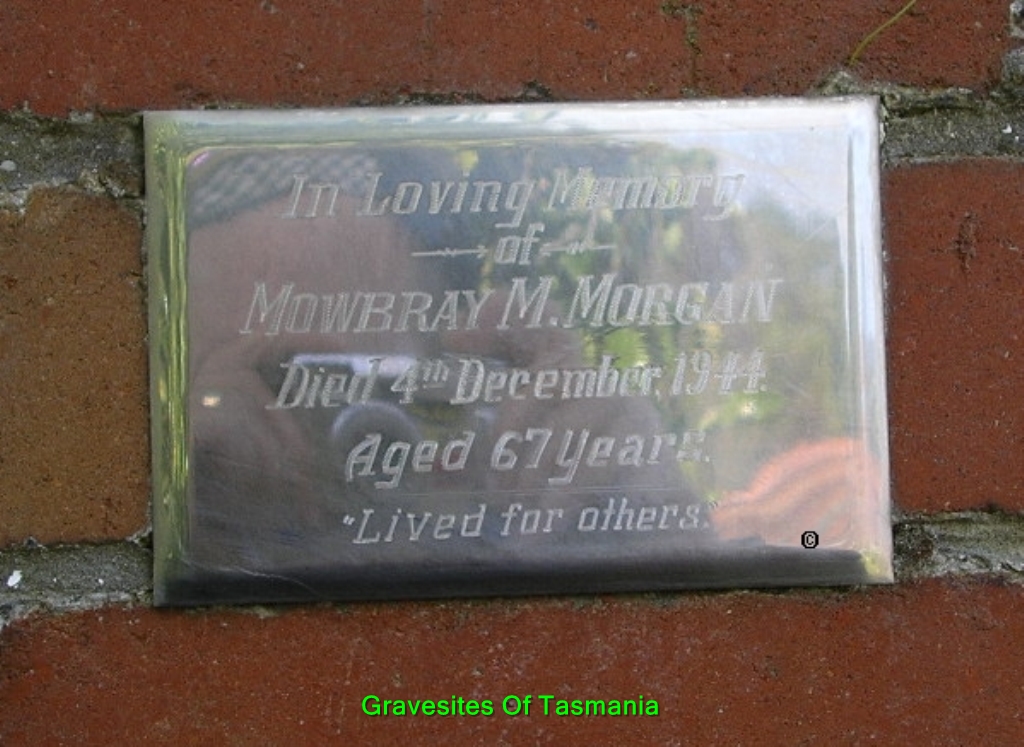 In Loving Memory
of
MOWBRAY M. MORGAN
Died 4th December, 1944.
Aged 67 Years.
"Lived for others."
©
Gravesites Of Tasmania